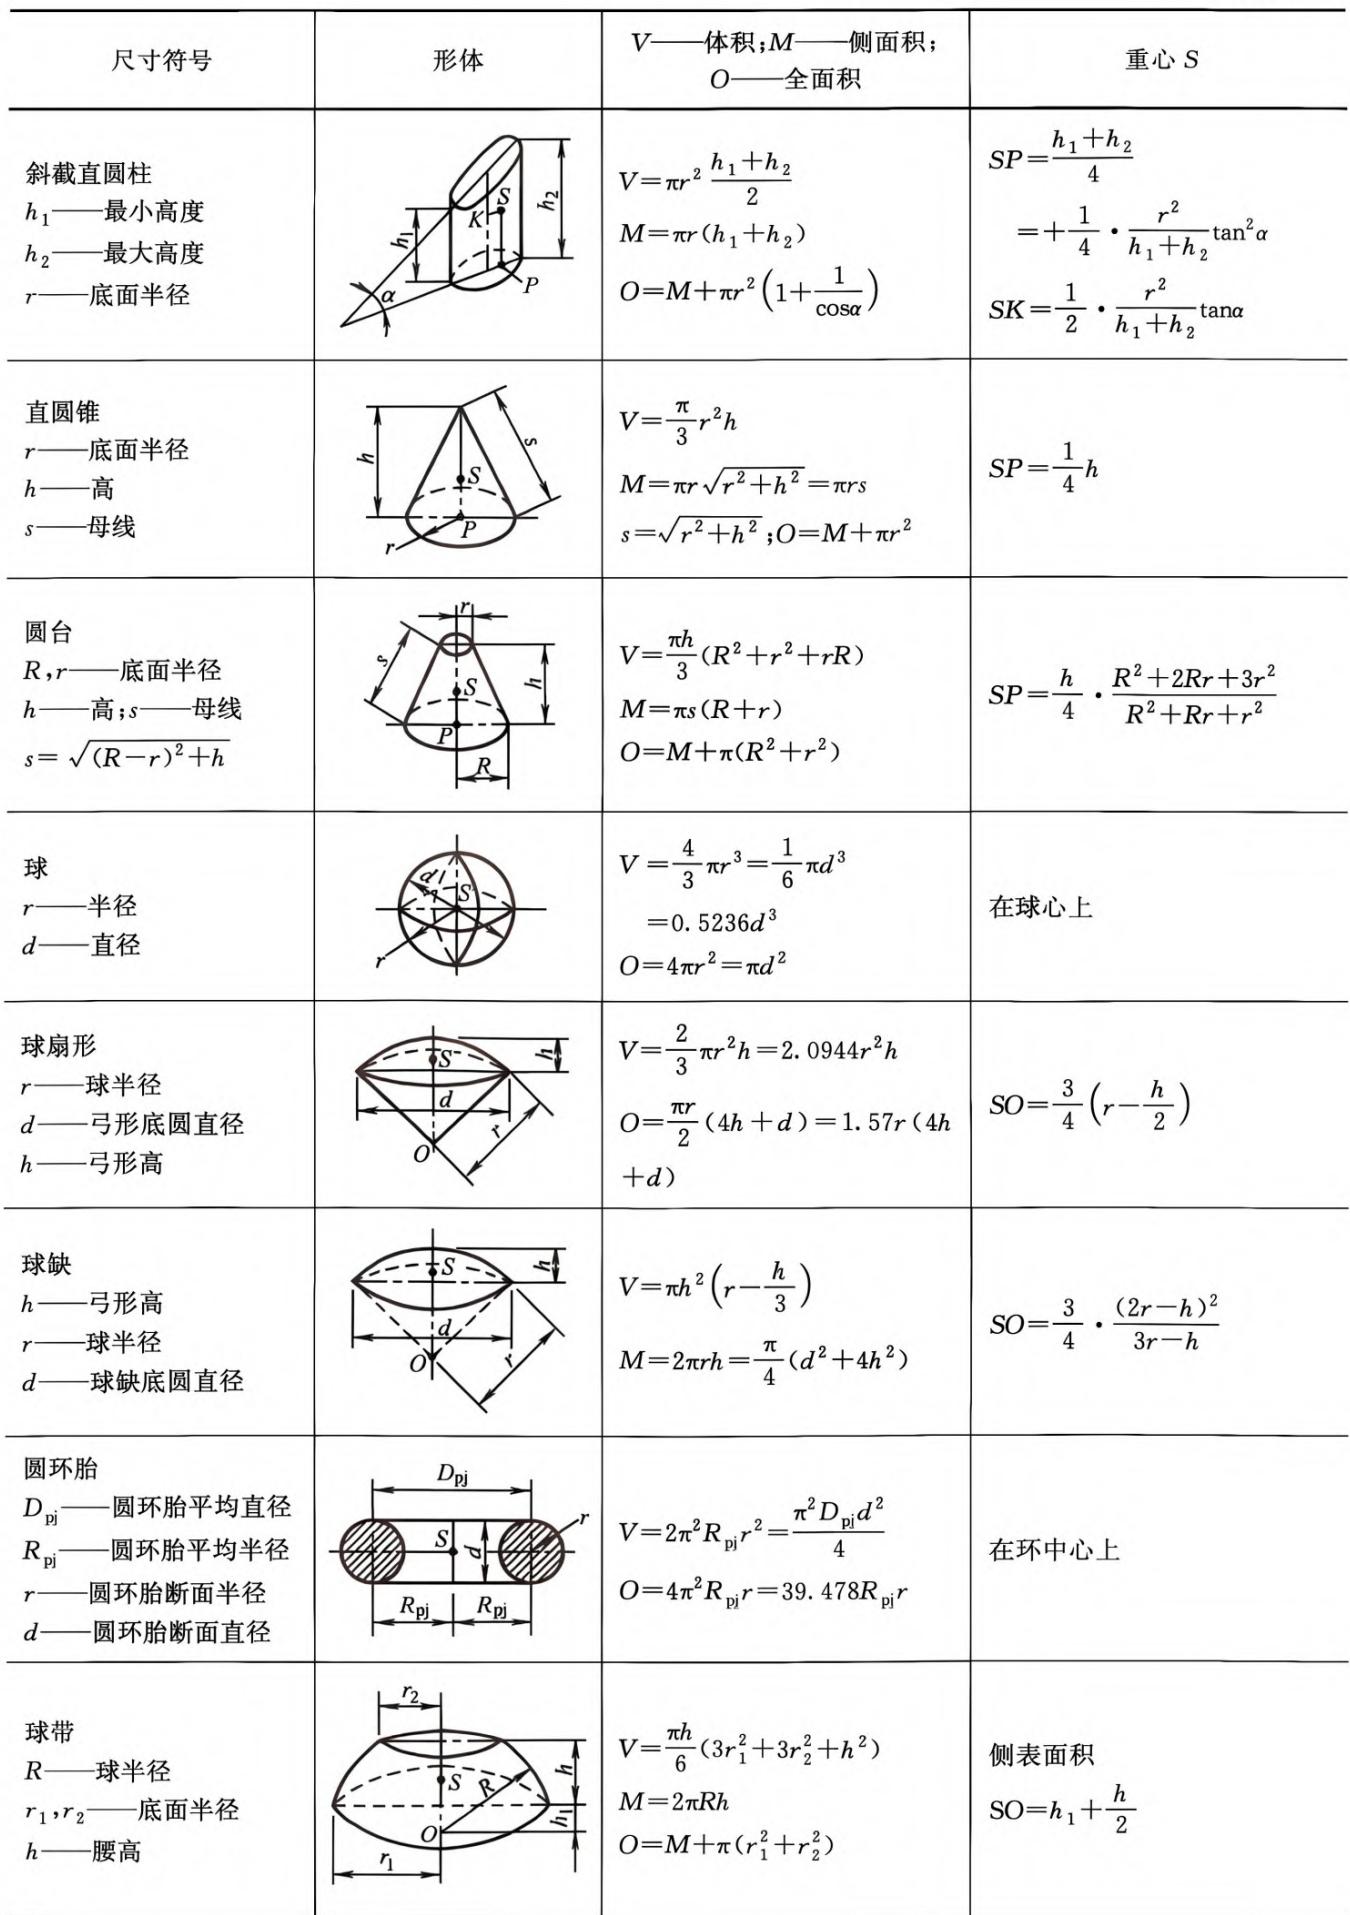 尺寸符号
形体
V——体积;M——侧面积;
O——全面积
重心 S
斜截直圆柱
h₁——最小高度
h₂——最大高度
r——底面半径
h₁
K
S
h₂
α
P
V=πr² (h₁+h₂)/2
M=πr(h₁+h₂)
O=M+πr²(1+1/cosα)
SP=(h₁+h₂)/4
=+1/4·r²/(h₁+h₂)tan²α
SK=1/2·r²/(h₁+h₂)tanα
直圆锥
r——底面半径
h——高
s——母线
h
s
S
P
r
V=π/3 r²h
M=πr√(r²+h²)=πrs
s=√(r²+h²);O=M+πr²
SP=1/4 h
圆台
R,r——底面半径
h——高;s——母线
s=√((R−r)²+h)
r
s
S
h
P
R
V=πh/3(R²+r²+rR)
M=πs(R+r)
O=M+π(R²+r²)
SP=h/4·(R²+2Rr+3r²)/(R²+Rr+r²)
球
r——半径
d——直径
d
S
r
V=4/3πr³=1/6πd³
=0.5236d³
O=4πr²=πd²
在球心上
球扇形
r——球半径
d——弓形底圆直径
h——弓形高
S
h
d
r
O
V=2/3πr²h=2.0944r²h
O=πr/2(4h+d)=1.57r(4h
+d)
SO=3/4(r−h/2)
球缺
h——弓形高
r——球半径
d——球缺底圆直径
S
h
d
O
r
V=πh²(r−h/3)
M=2πrh=π/4(d²+4h²)
SO=3/4·(2r−h)²/(3r−h)
圆环胎
D_pj——圆环胎平均直径
R_pj——圆环胎平均半径
r——圆环胎断面半径
d——圆环胎断面直径
D_pj
S
d
r
R_pj
R_pj
V=2π²R_pj r²=π²D_pj d²/4
O=4π²R_pj r=39.478R_pj r
在环中心上
球带
R——球半径
r₁,r₂——底面半径
h——腰高
r₂
S
R
h
h₁
O
r₁
V=πh/6(3r₁²+3r₂²+h²)
M=2πRh
O=M+π(r₁²+r₂²)
侧表面积
SO=h₁+h/2